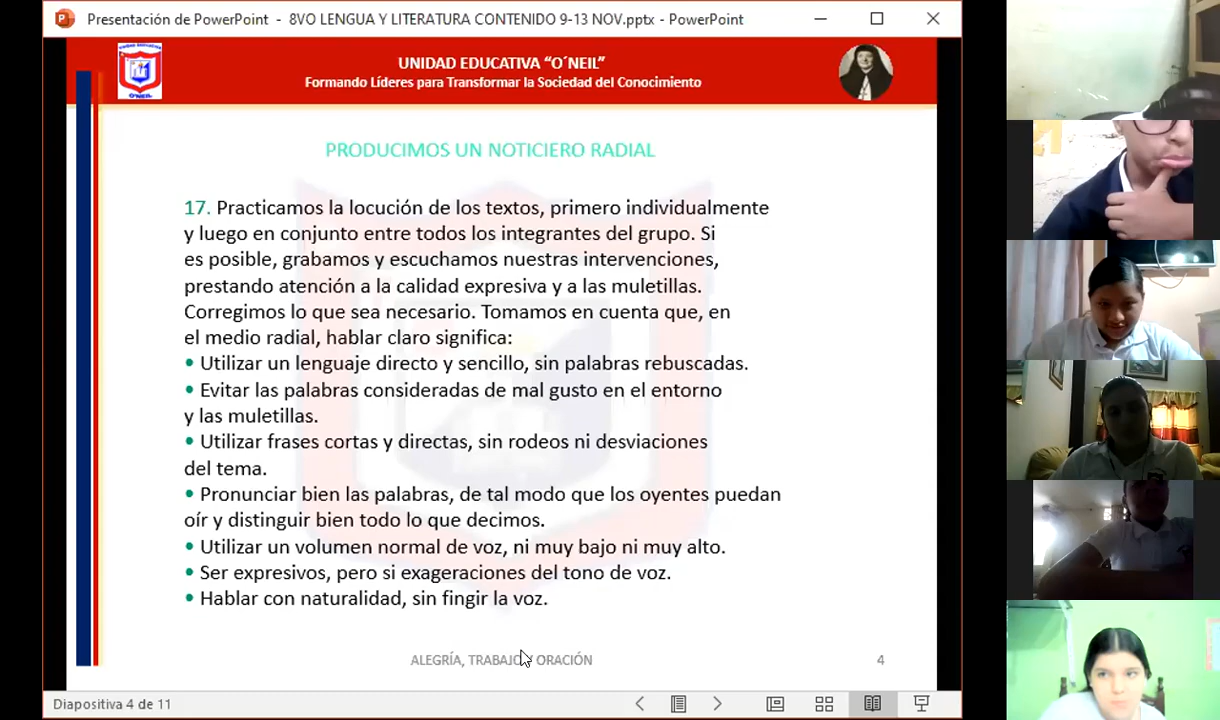 Presentación de PowerPoint - 8VO LENGUA Y LITERATURA CONTENIDO 9-13 NOV.pptx - PowerPoint
UNIDAD EDUCATIVA “O´NEIL”
Formando Líderes para Transformar la Sociedad del Conocimiento
PRODUCIMOS UN NOTICIERO RADIAL
17. Practicamos la locución de los textos, primero individualmente
y luego en conjunto entre todos los integrantes del grupo. Si
es posible, grabamos y escuchamos nuestras intervenciones,
prestando atención a la calidad expresiva y a las muletillas.
Corregimos lo que sea necesario. Tomamos en cuenta que, en
el medio radial, hablar claro significa:
• Utilizar un lenguaje directo y sencillo, sin palabras rebuscadas.
• Evitar las palabras consideradas de mal gusto en el entorno
y las muletillas.
• Utilizar frases cortas y directas, sin rodeos ni desviaciones
del tema.
• Pronunciar bien las palabras, de tal modo que los oyentes puedan
oír y distinguir bien todo lo que decimos.
• Utilizar un volumen normal de voz, ni muy bajo ni muy alto.
• Ser expresivos, pero si exageraciones del tono de voz.
• Hablar con naturalidad, sin fingir la voz.
ALEGRÍA, TRABAJO Y ORACIÓN
4
Diapositiva 4 de 11